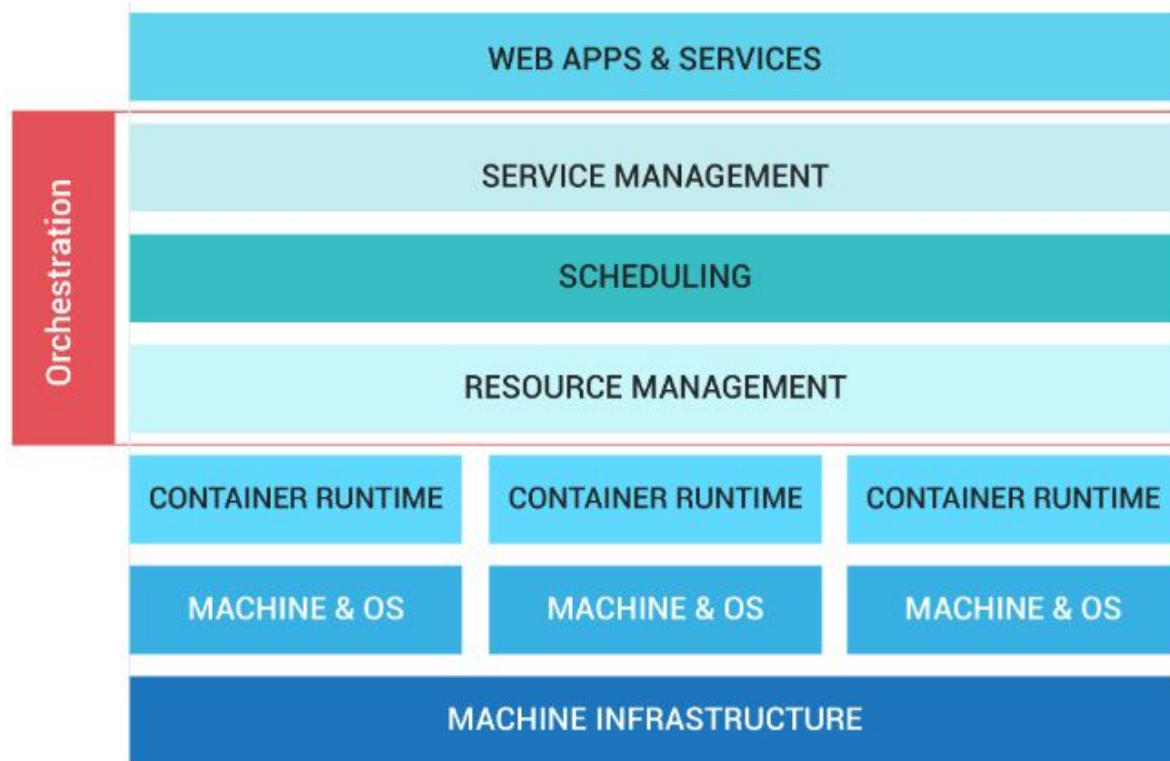 WEB APPS & SERVICES
Orchestration
SERVICE MANAGEMENT
SCHEDULING
RESOURCE MANAGEMENT
CONTAINER RUNTIME
CONTAINER RUNTIME
CONTAINER RUNTIME
MACHINE & OS
MACHINE & OS
MACHINE & OS
MACHINE INFRASTRUCTURE